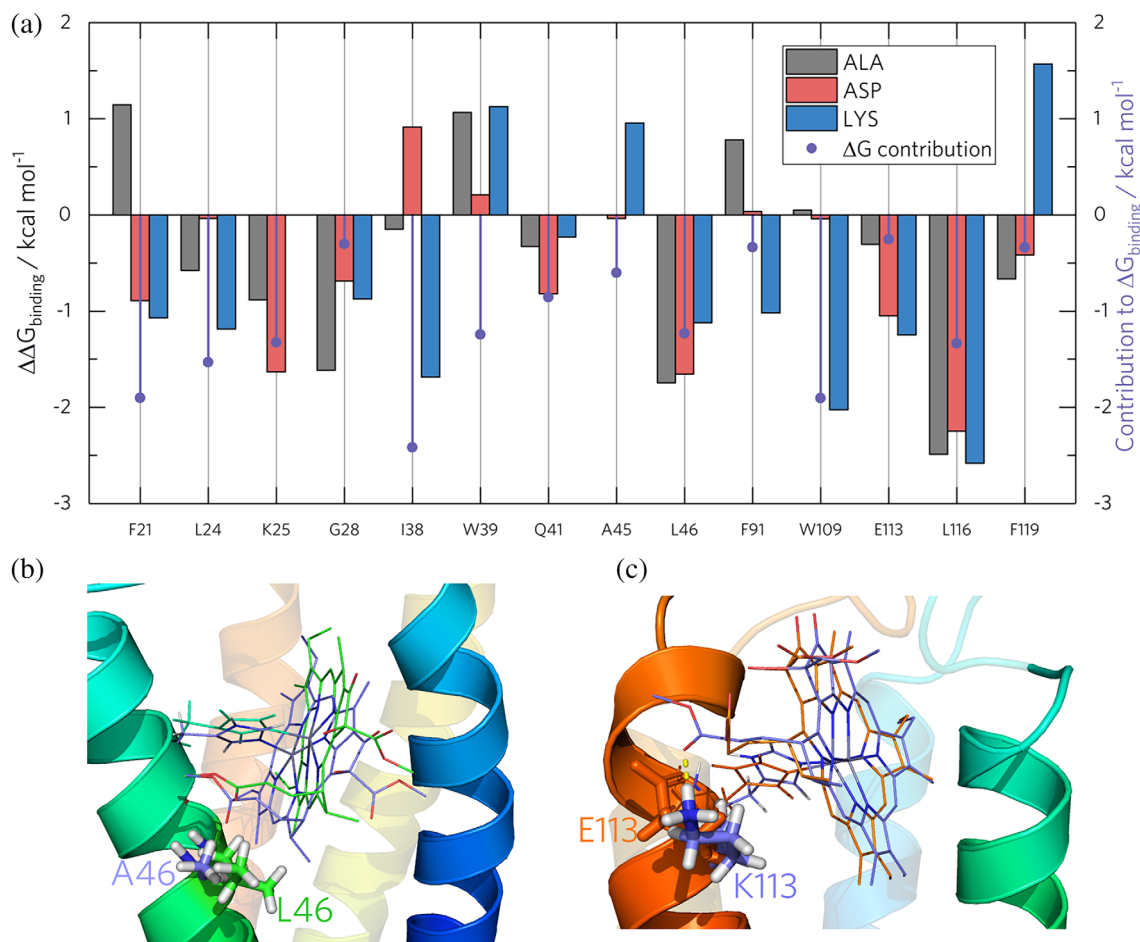 (a)
2
1
0
-1
-2
-3
ΔΔG_binding / kcal mol⁻¹
ALA
ASP
LYS
ΔG contribution
2
1
0
-1
-2
-3
Contribution to ΔG_binding / kcal mol⁻¹
F21 L24 K25 G28 I38 W39 Q41 A45 L46 F91 W109 E113 L116 F119
(b)
A46
L46
(c)
E113
K113